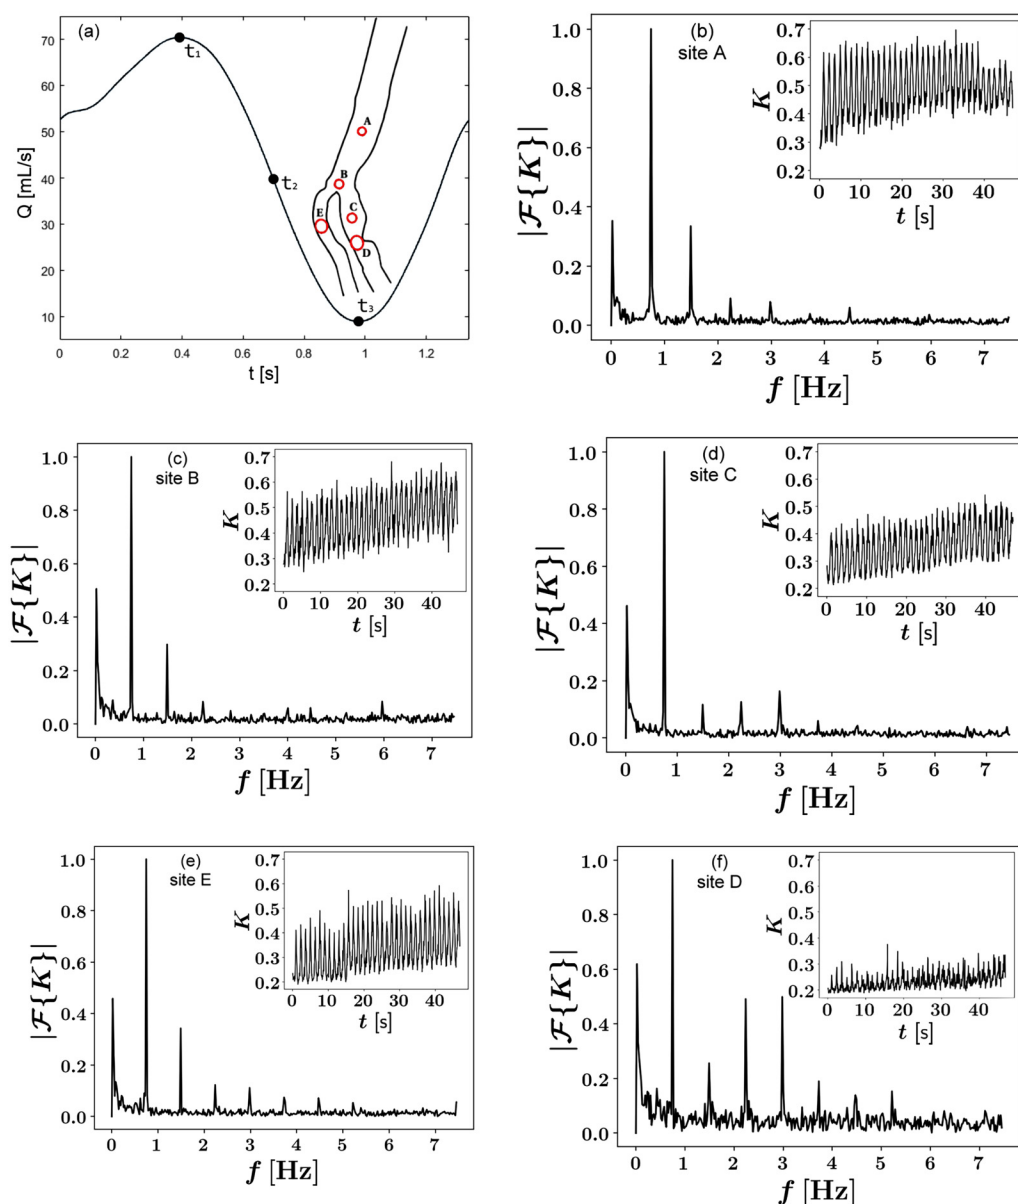 (a)
t₁
t₂
t₃
A
B
C
D
E
70
60
50
40
30
20
10
Q [mL/s]
0
0.2
0.4
0.6
0.8
1
1.2
t [s]
(b)
site A
1.0
0.8
0.6
0.4
0.2
0.0
|𝓕{K}|
0 1 2 3 4 5 6 7
f [Hz]
0.7
0.6
0.5
0.4
0.3
0.2
K
0 10 20 30 40
t [s]
(c)
site B
1.0
0.8
0.6
0.4
0.2
0.0
|𝓕{K}|
0 1 2 3 4 5 6 7
f [Hz]
0.7
0.6
0.5
0.4
0.3
0.2
K
0 10 20 30 40
t [s]
(d)
site C
1.0
0.8
0.6
0.4
0.2
0.0
|𝓕{K}|
0 1 2 3 4 5 6 7
f [Hz]
0.7
0.6
0.5
0.4
0.3
0.2
K
0 10 20 30 40
t [s]
(e)
site E
1.0
0.8
0.6
0.4
0.2
0.0
|𝓕{K}|
0 1 2 3 4 5 6 7
f [Hz]
0.7
0.6
0.5
0.4
0.3
0.2
K
0 10 20 30 40
t [s]
(f)
site D
1.0
0.8
0.6
0.4
0.2
0.0
|𝓕{K}|
0 1 2 3 4 5 6 7
f [Hz]
0.7
0.6
0.5
0.4
0.3
0.2
K
0 10 20 30 40
t [s]